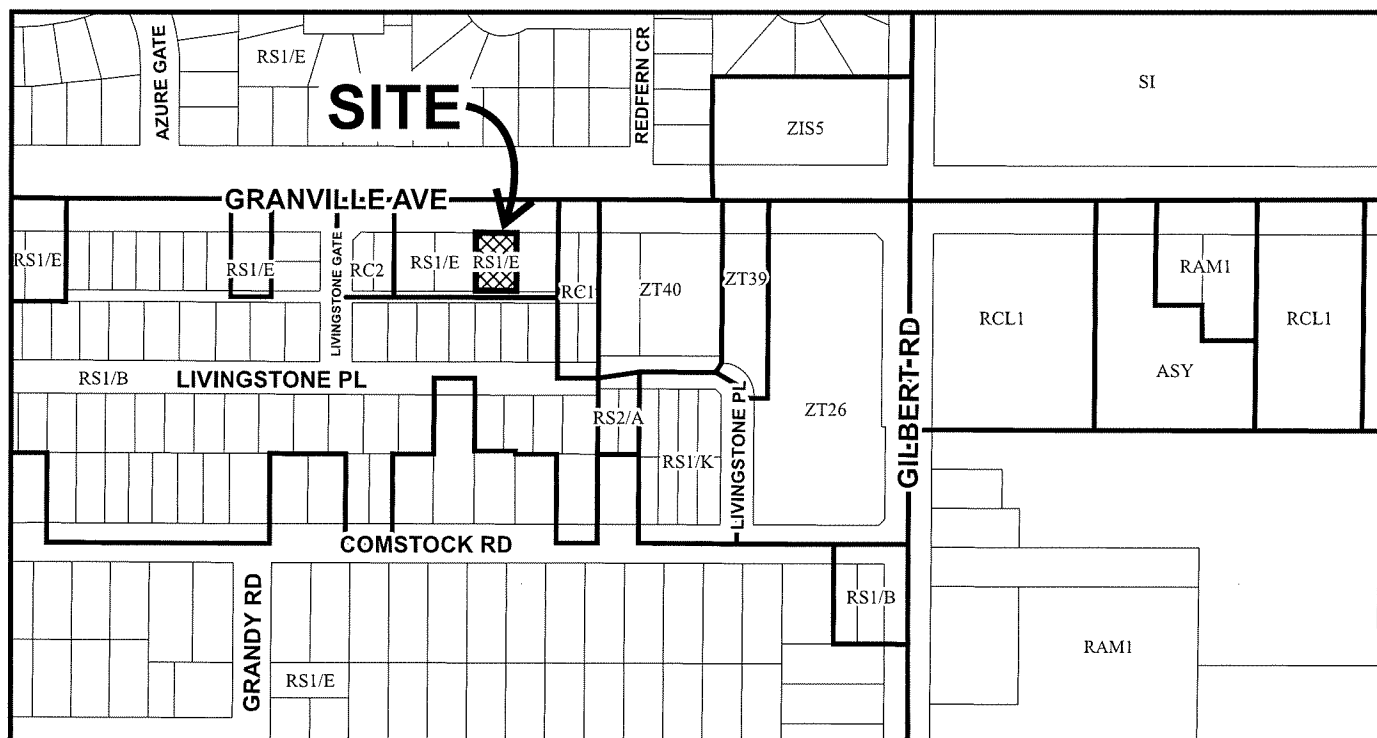 AZURE GATE
RS1/E
REDFERN CR
SI
SITE
ZIS5
GRANVILLE AVE
RS1/E
RS1/E
LIVINGSTONE GATE
RC2
RS1/E
RS1/E
RC1
ZT40
ZT39
RCL1
RAM1
RCL1
ASY
RS1/B
LIVINGSTONE PL
RS2/A
RS1/K
LIVINGSTONE PL
ZT26
GILBERT RD
COMSTOCK RD
GRANDY RD
RS1/E
RS1/B
RAM1